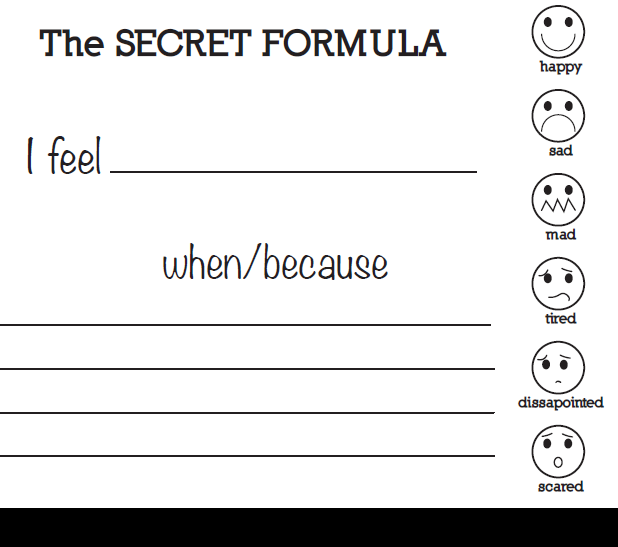 The SECRET FORMULA
I feel
when/because
happy
sad
mad
tired
dissapointed
scared